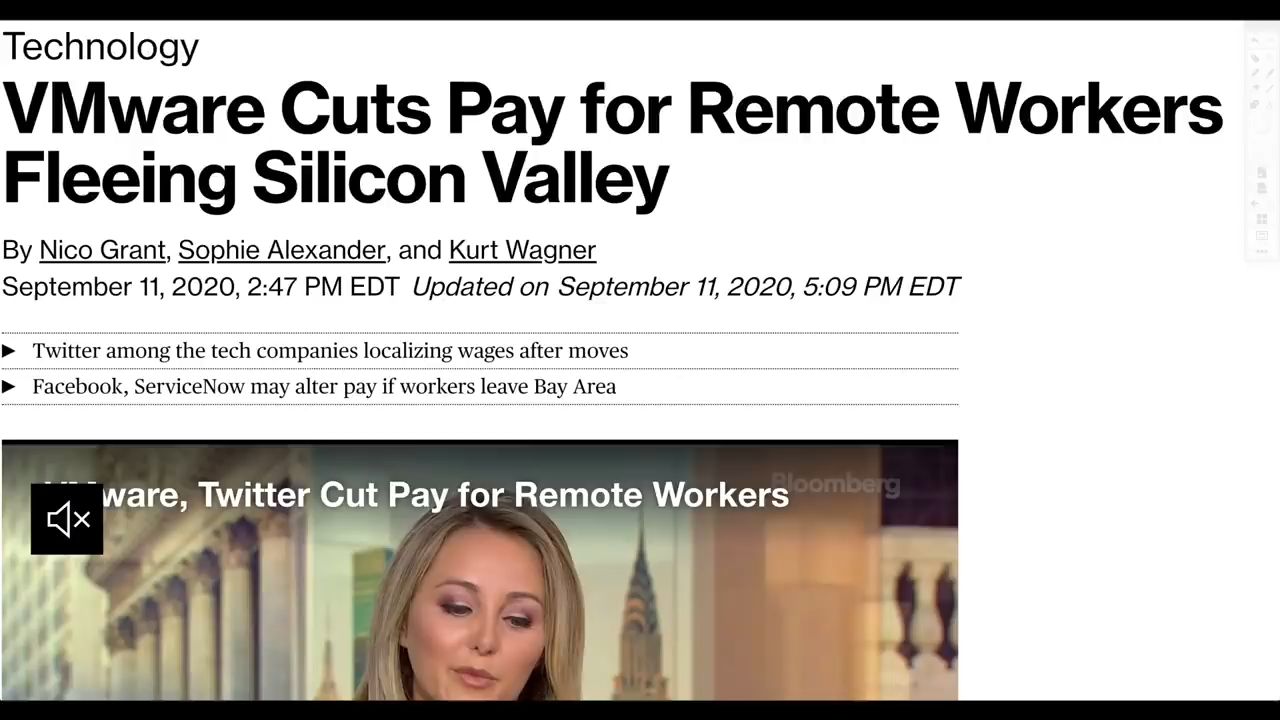 Technology
VMware Cuts Pay for Remote Workers
Fleeing Silicon Valley
By Nico Grant, Sophie Alexander, and Kurt Wagner
September 11, 2020, 2:47 PM EDT Updated on September 11, 2020, 5:09 PM EDT
▶ Twitter among the tech companies localizing wages after moves
▶ Facebook, ServiceNow may alter pay if workers leave Bay Area
Bloomberg
VMware, Twitter Cut Pay for Remote Workers